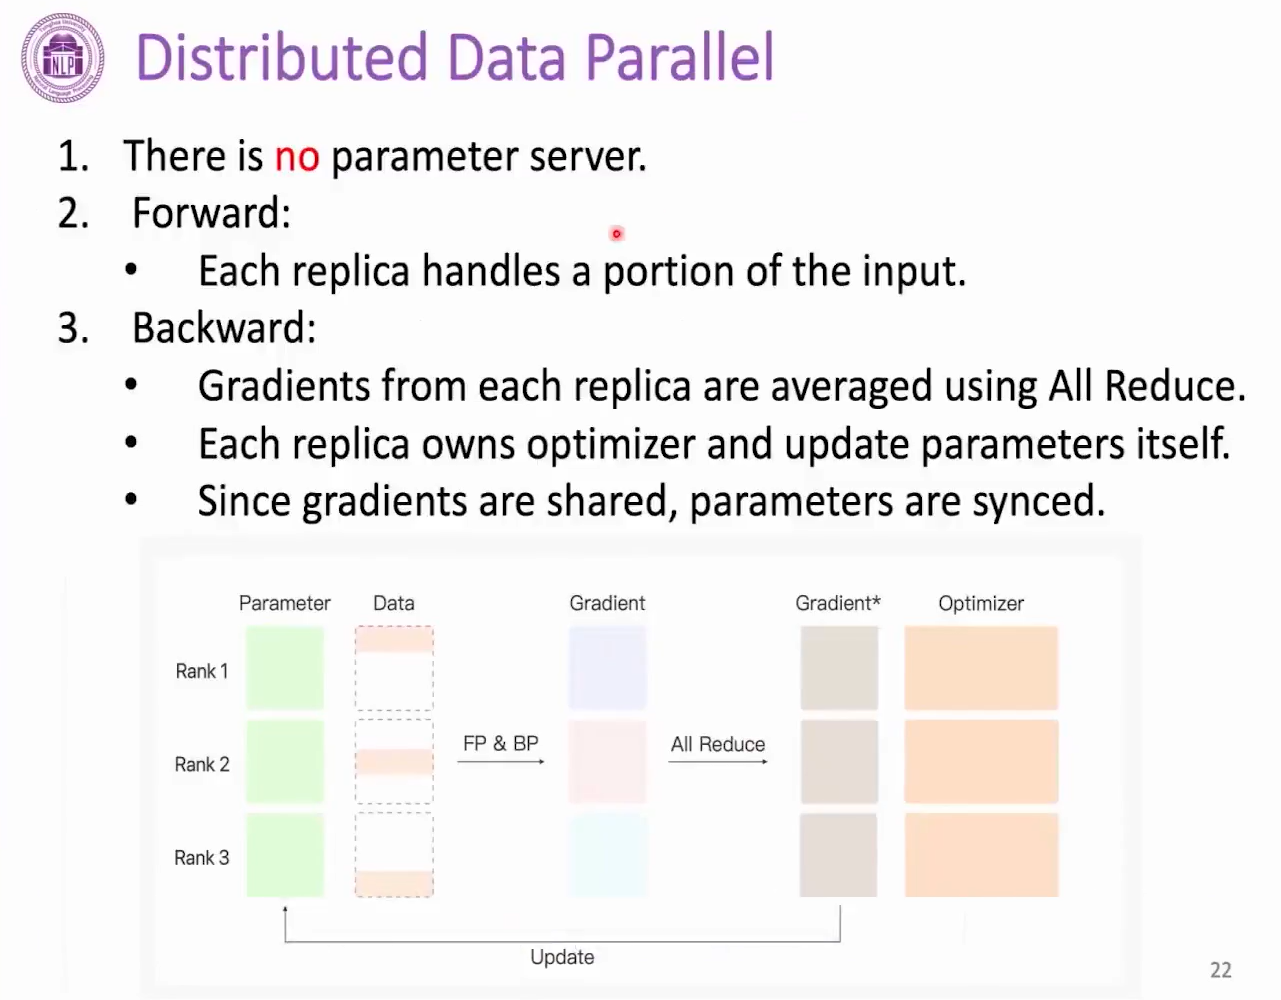 NLP
Distributed Data Parallel
1. There is no parameter server.
2. Forward:
• Each replica handles a portion of the input.
3. Backward:
• Gradients from each replica are averaged using All Reduce.
• Each replica owns optimizer and update parameters itself.
• Since gradients are shared, parameters are synced.
Parameter Data Gradient Gradient* Optimizer
Rank 1
FP & BP All Reduce
Rank 2
Rank 3
Update
22